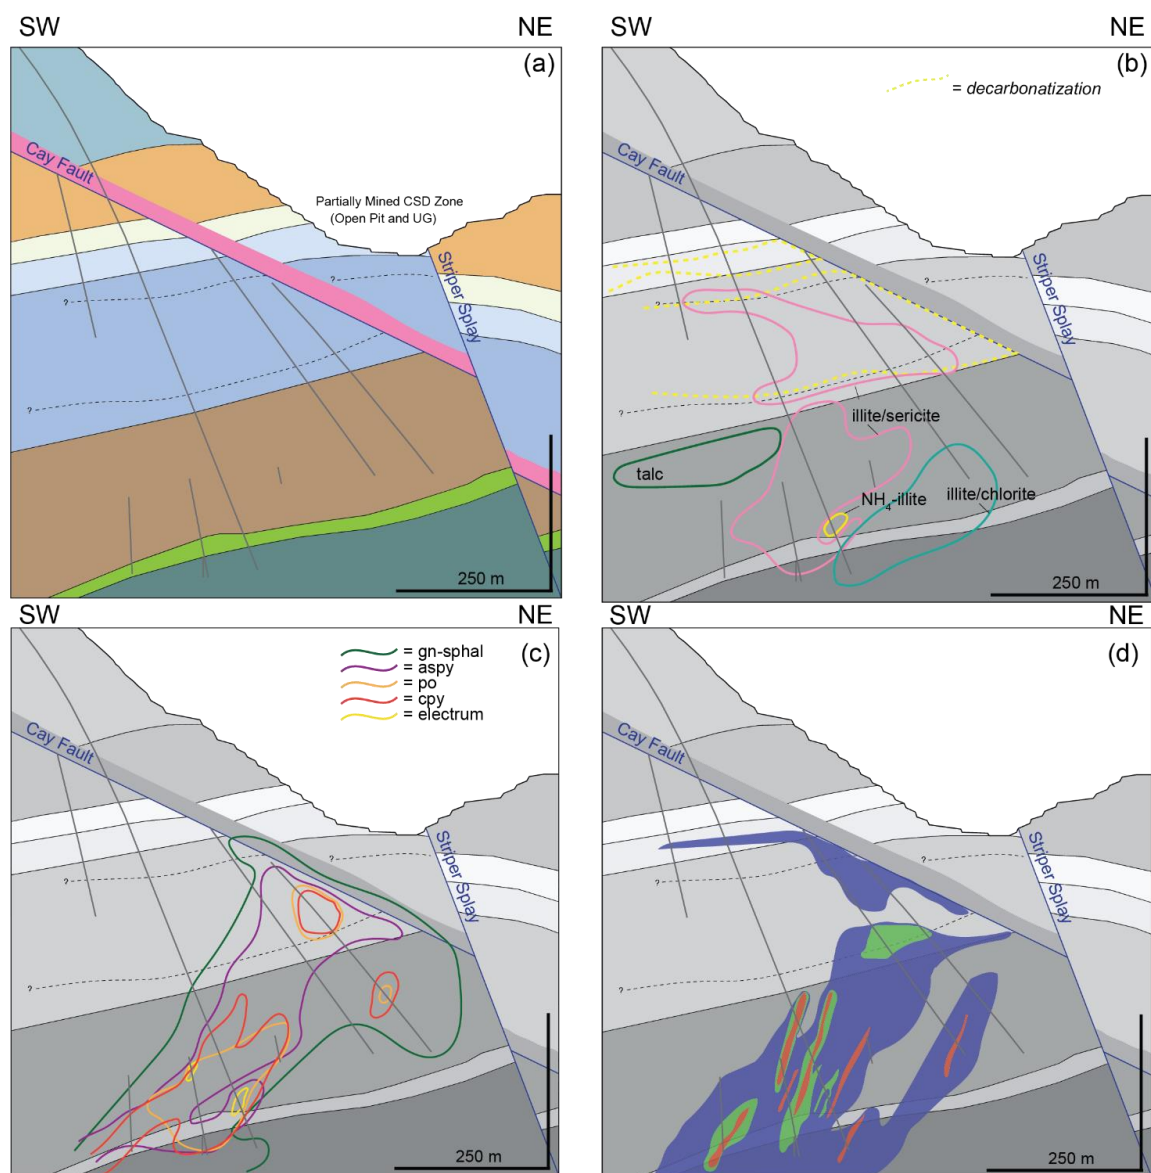 SW NE
(a)
Cay Fault
Partially Mined CSD Zone
(Open Pit and UG)
Striper Splay
?
?
250 m
SW NE
(b)
= decarbonatization
Cay Fault
Striper Splay
?
?
illite/sericite
talc
NH4-illite
illite/chlorite
250 m
SW NE
(c)
= gn-sphal
= aspy
= po
= cpy
= electrum
Cay Fault
Striper Splay
?
?
?
250 m
SW NE
(d)
Cay Fault
Striper Splay
?
?
?
250 m